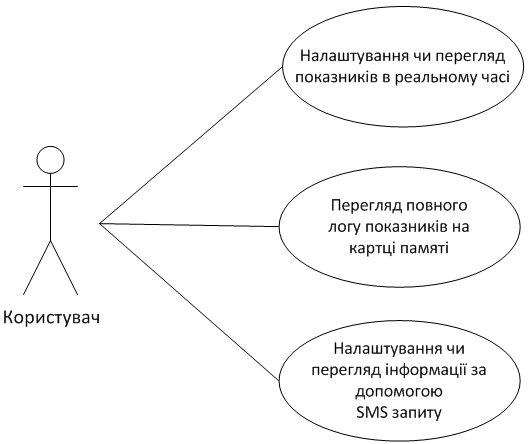 Налаштування чи перегляд
показників в реальному часі
Перегляд повного
логу показників на
картці памяті
Користувач
Налаштування чи
перегляд інформації за
допомогою
SMS запиту